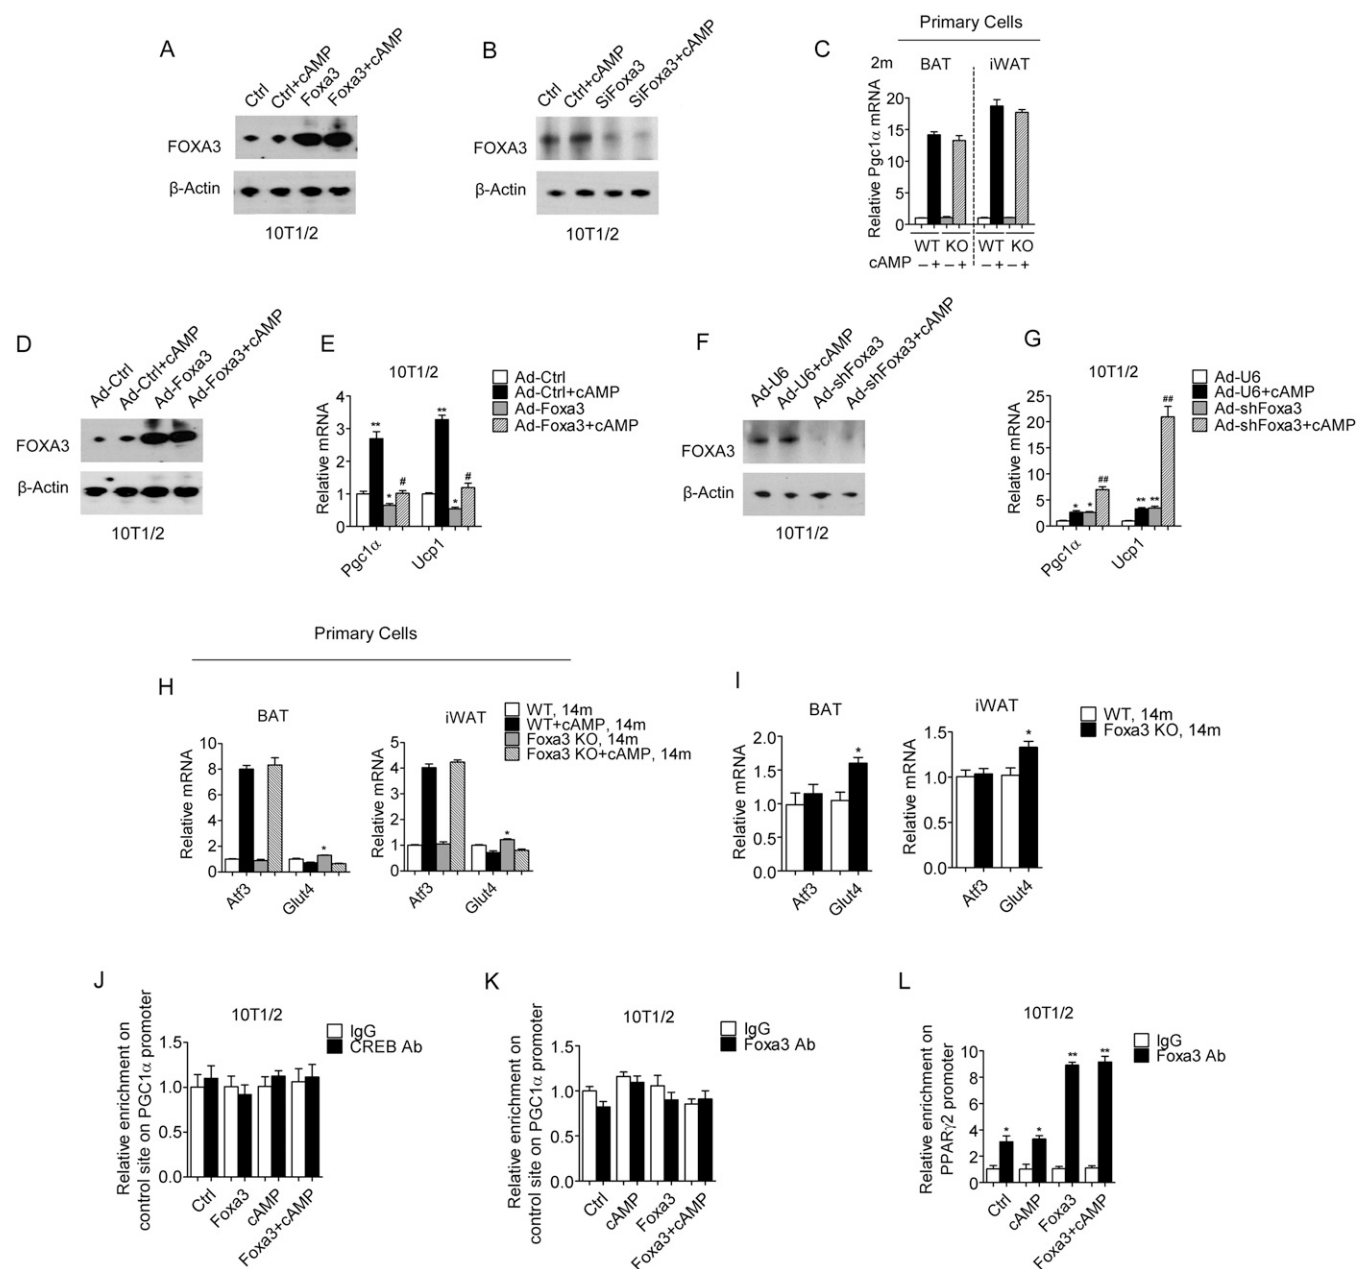 A
Ctrl
Ctrl+cAMP
Foxa3
Foxa3+cAMP
FOXA3
β-Actin
10T1/2
B
Ctrl
Ctrl+cAMP
SiFoxa3
SiFoxa3+cAMP
FOXA3
β-Actin
10T1/2
Primary Cells
C
2m
BAT
iWAT
Relative Pgc1α mRNA
20
15
10
5
0
WT KO WT KO
cAMP – + – + – + – +
D
Ad-Ctrl
Ad-Ctrl+cAMP
Ad-Foxa3
Ad-Foxa3+cAMP
FOXA3
β-Actin
10T1/2
E
10T1/2
Ad-Ctrl
Ad-Ctrl+cAMP
Ad-Foxa3
Ad-Foxa3+cAMP
Relative mRNA
4
3
2
1
0
** * # ** * #
Pgc1α
Ucp1
F
Ad-U6
Ad-U6+cAMP
Ad-shFoxa3
Ad-shFoxa3+cAMP
FOXA3
β-Actin
10T1/2
G
10T1/2
Ad-U6
Ad-U6+cAMP
Ad-shFoxa3
Ad-shFoxa3+cAMP
Relative mRNA
25
20
15
10
5
0
* * ## ** ** ##
Pgc1α
Ucp1
Primary Cells
H
BAT
Relative mRNA
10
8
6
4
2
0
*
Atf3
Glut4
iWAT
WT, 14m
WT+cAMP, 14m
Foxa3 KO, 14m
Foxa3 KO+cAMP, 14m
Relative mRNA
5
4
3
2
1
0
*
Atf3
Glut4
I
BAT
Relative mRNA
2.0
1.5
1.0
0.5
0.0
*
Atf3
Glut4
iWAT
WT, 14m
Foxa3 KO, 14m
Relative mRNA
1.5
1.0
0.5
0.0
*
Atf3
Glut4
J
10T1/2
IgG
CREB Ab
Relative enrichment on
control site on PGC1α promoter
1.5
1.0
0.5
0.0
Ctrl
Foxa3
cAMP
Foxa3+cAMP
K
10T1/2
IgG
Foxa3 Ab
Relative enrichment on
control site on PGC1α promoter
1.5
1.0
0.5
0.0
Ctrl
cAMP
Foxa3
Foxa3+cAMP
L
10T1/2
IgG
Foxa3 Ab
Relative enrichment on
PPARγ2 promoter
10
8
6
4
2
0
* * ** **
Ctrl
cAMP
Foxa3
Foxa3+cAMP